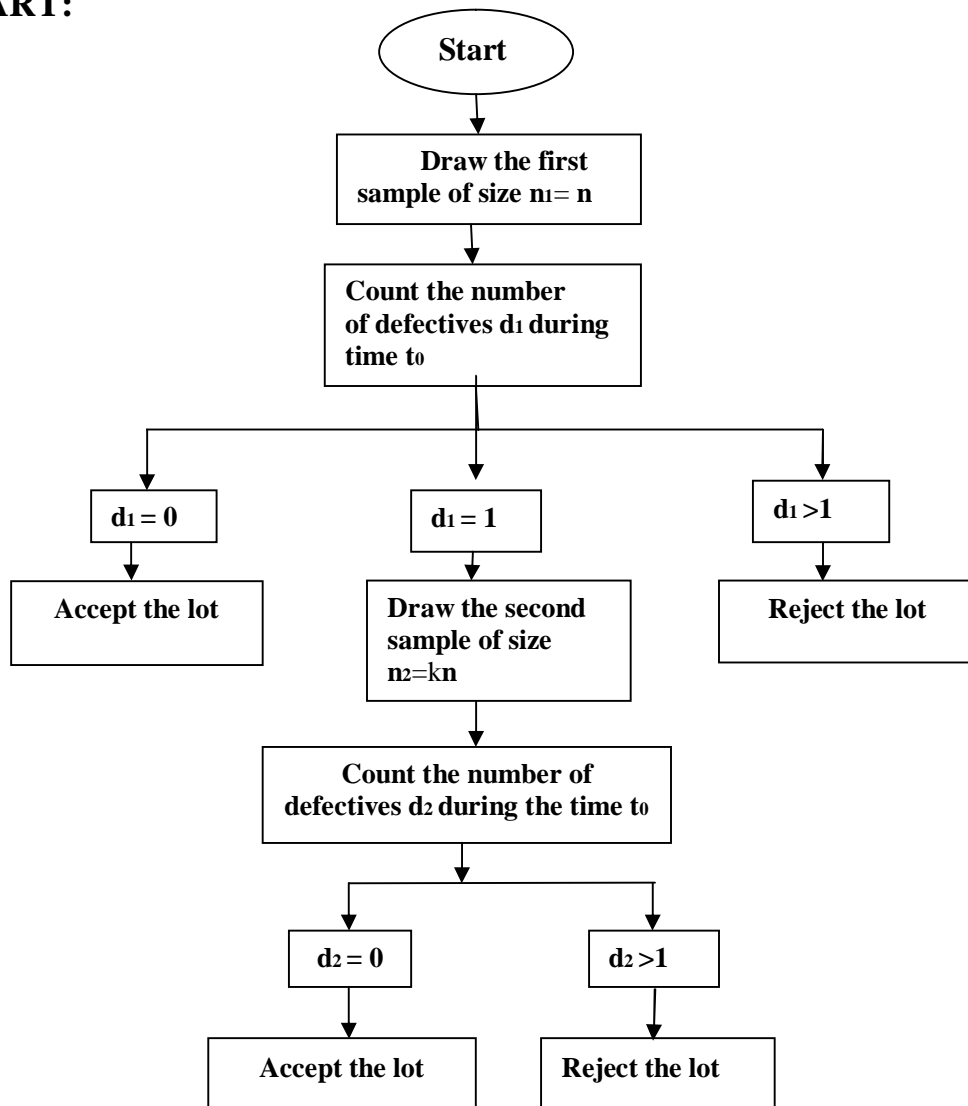 ART:
Start
Draw the first
sample of size n1= n
Count the number
of defectives d1 during
time t0
d1 = 0
d1 = 1
d1 >1
Accept the lot
Draw the second
sample of size
n2=kn
Reject the lot
Count the number of
defectives d2 during the time t0
d2 = 0
d2 >1
Accept the lot
Reject the lot